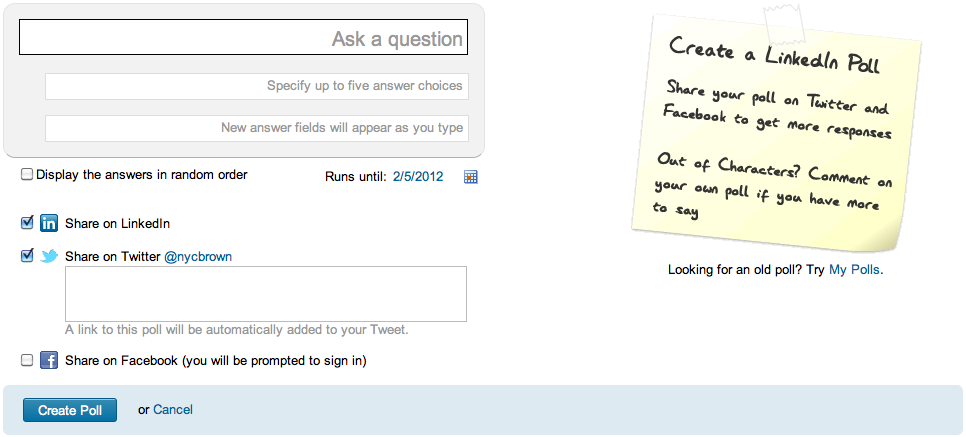 Ask a question
Specify up to five answer choices
New answer fields will appear as you type
Display the answers in random order
Runs until: 2/5/2012
in Share on LinkedIn
Share on Twitter @nycbrown
A link to this poll will be automatically added to your Tweet.
f Share on Facebook (you will be prompted to sign in)
Create Poll or Cancel
Create a LinkedIn Poll
Share your poll on Twitter and
Facebook to get more responses
Out of Characters? Comment on
your own poll if you have more
to say
Looking for an old poll? Try My Polls.